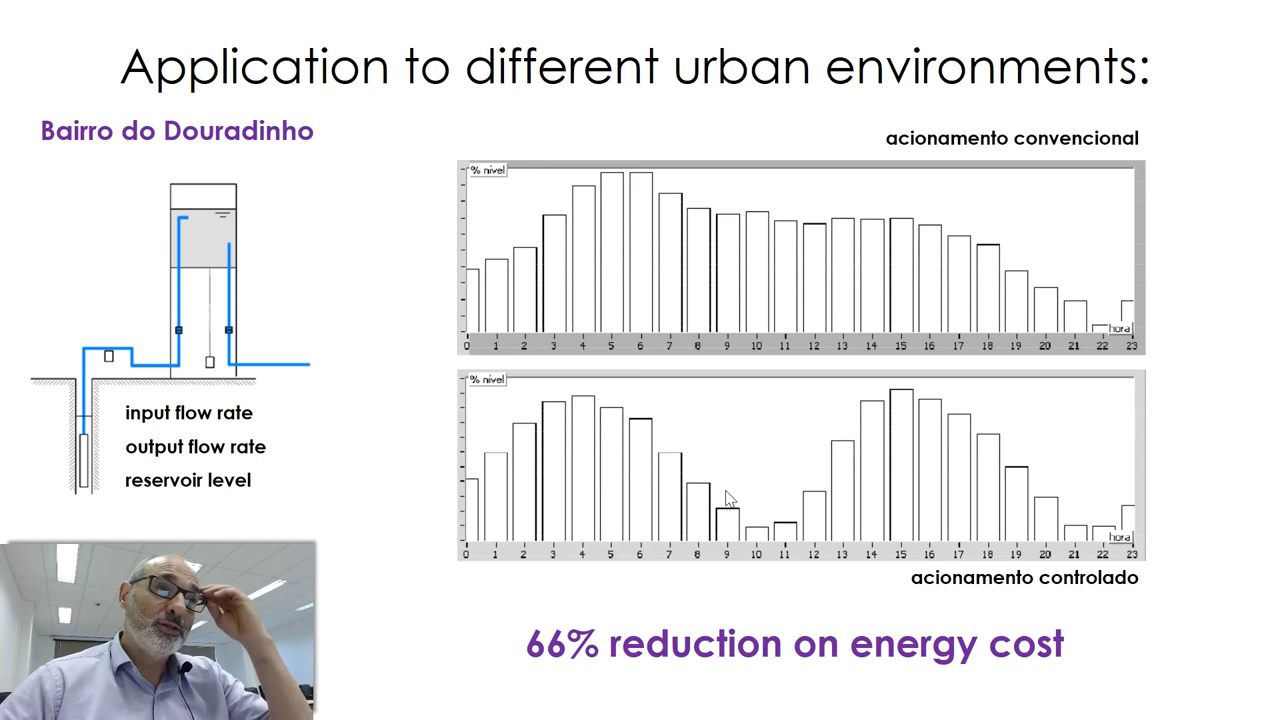 Application to different urban environments:
Bairro do Douradinho
acionamento convencional
% nível
hora
0 1 2 3 4 5 6 7 8 9 10 11 12 13 14 15 16 17 18 19 20 21 22 23
input flow rate
output flow rate
reservoir level
% nível
hora
0 1 2 3 4 5 6 7 8 9 10 11 12 13 14 15 16 17 18 19 20 21 22 23
acionamento controlado
66% reduction on energy cost